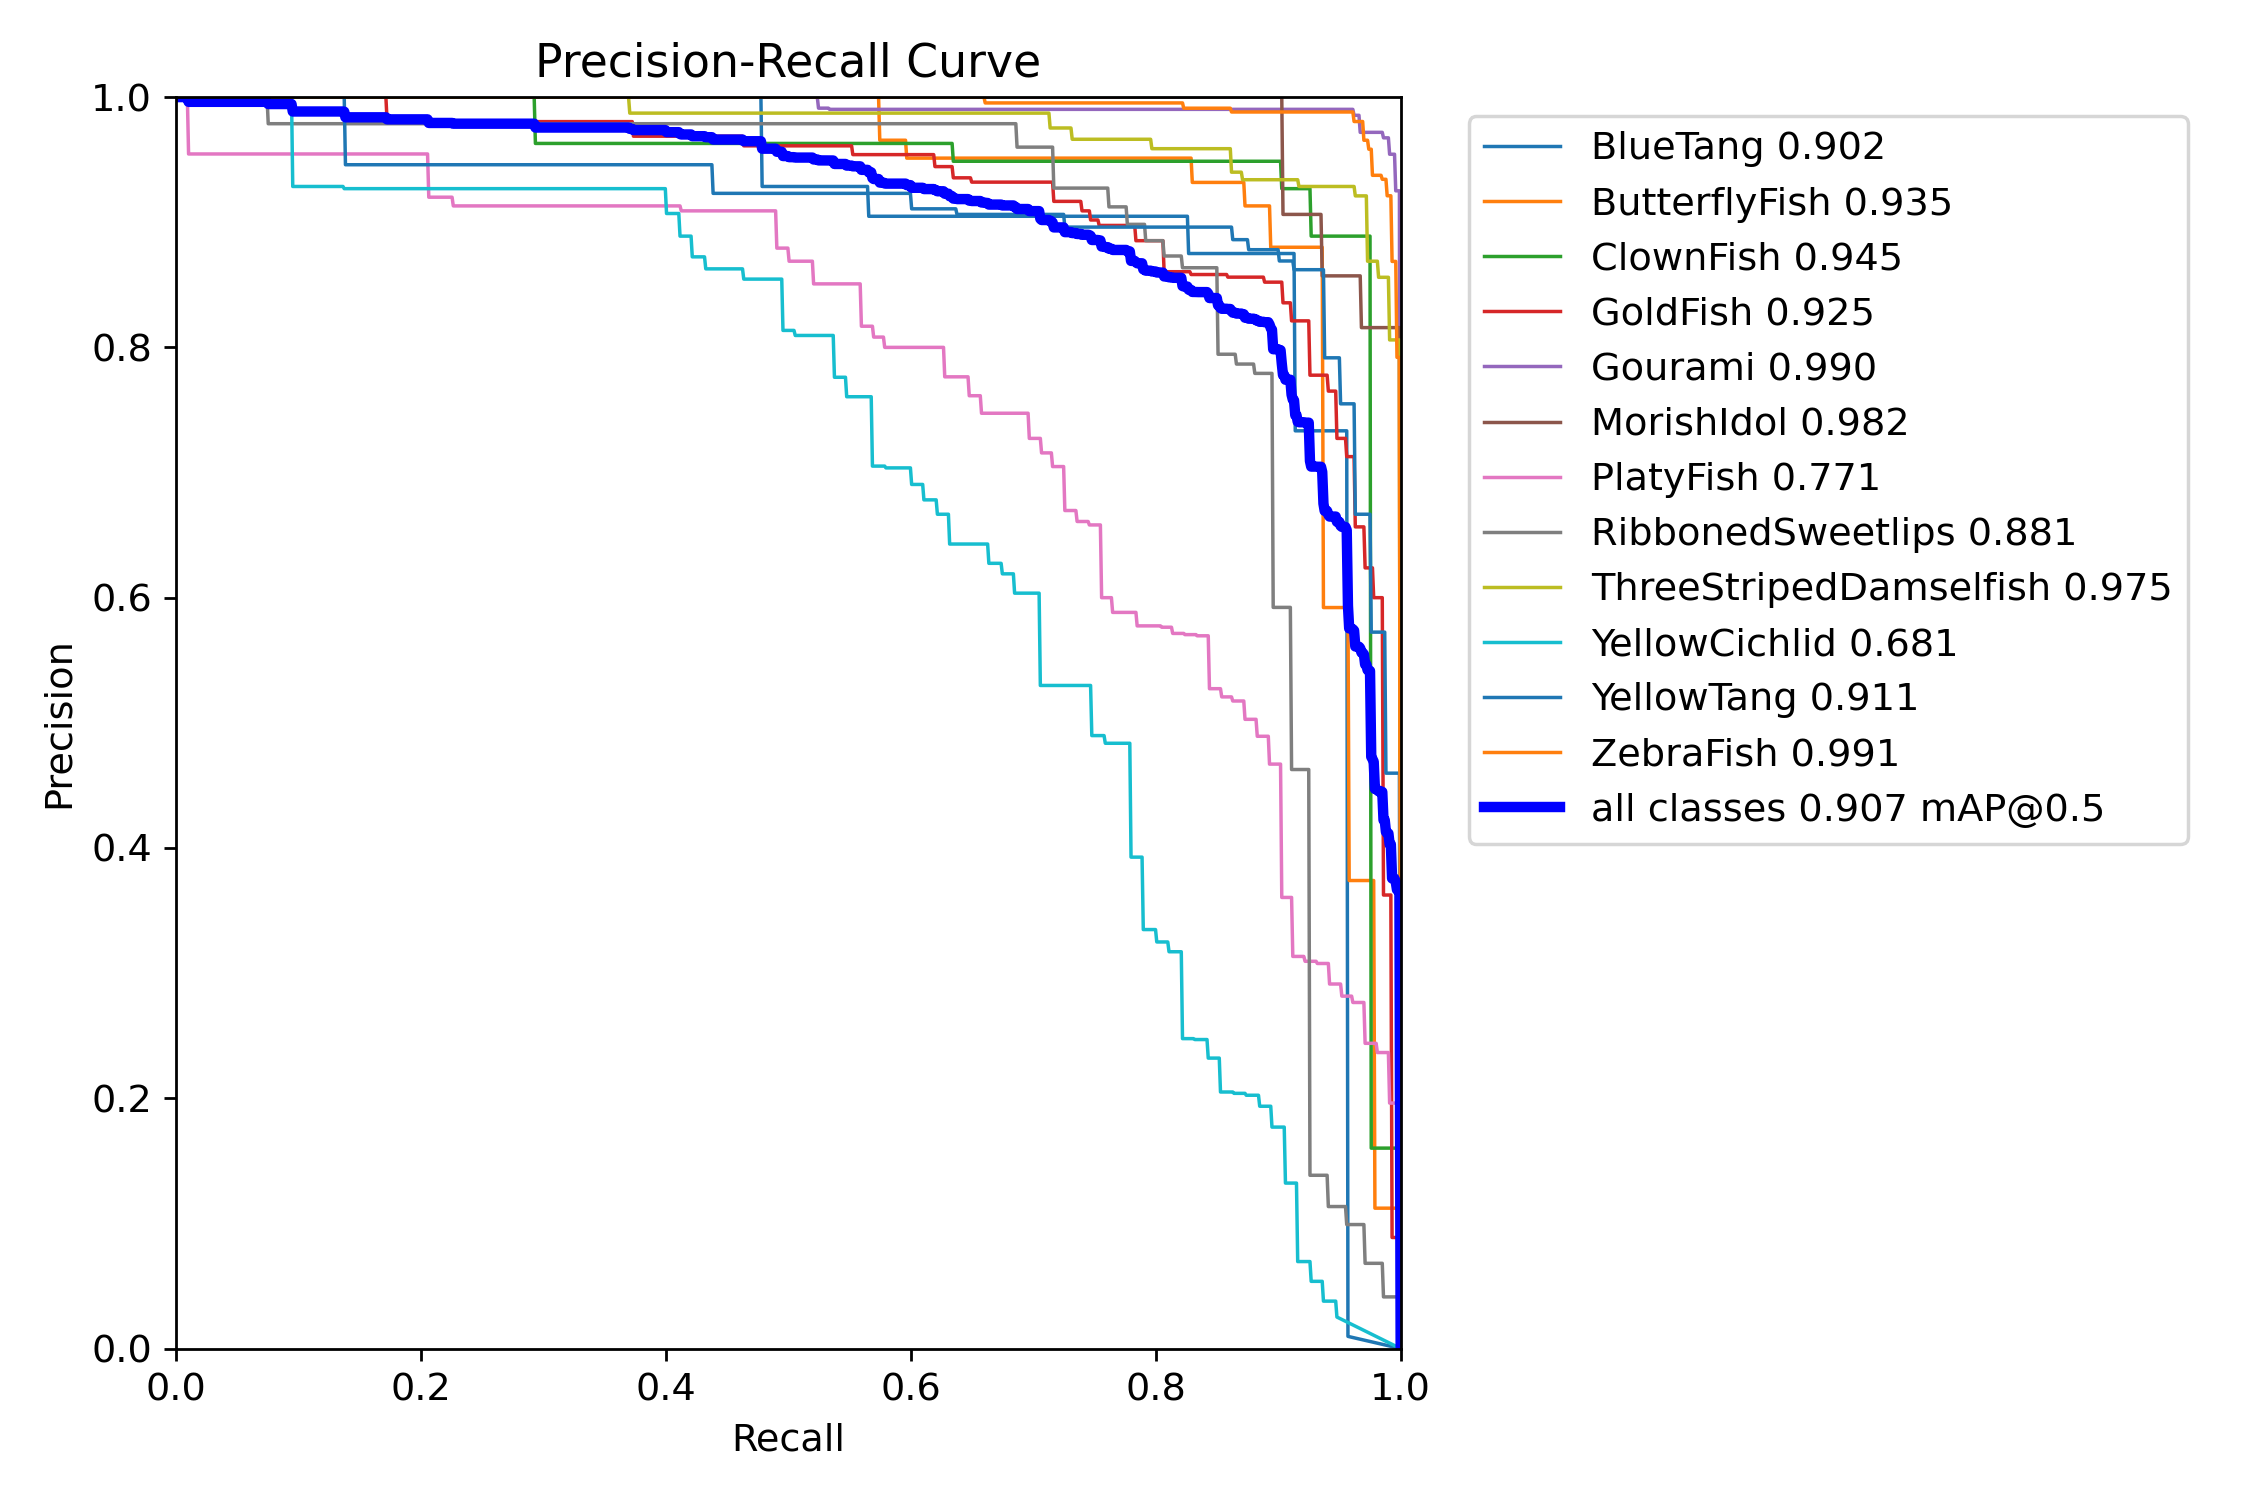 Precision-Recall Curve
1.0
0.8
0.6
0.4
0.2
0.0
Precision
0.0 0.2 0.4 0.6 0.8 1.0
Recall
BlueTang 0.902
ButterflyFish 0.935
ClownFish 0.945
GoldFish 0.925
Gourami 0.990
MorishIdol 0.982
PlatyFish 0.771
RibbonedSweetlips 0.881
ThreeStripedDamselfish 0.975
YellowCichlid 0.681
YellowTang 0.911
ZebraFish 0.991
all classes 0.907 mAP@0.5